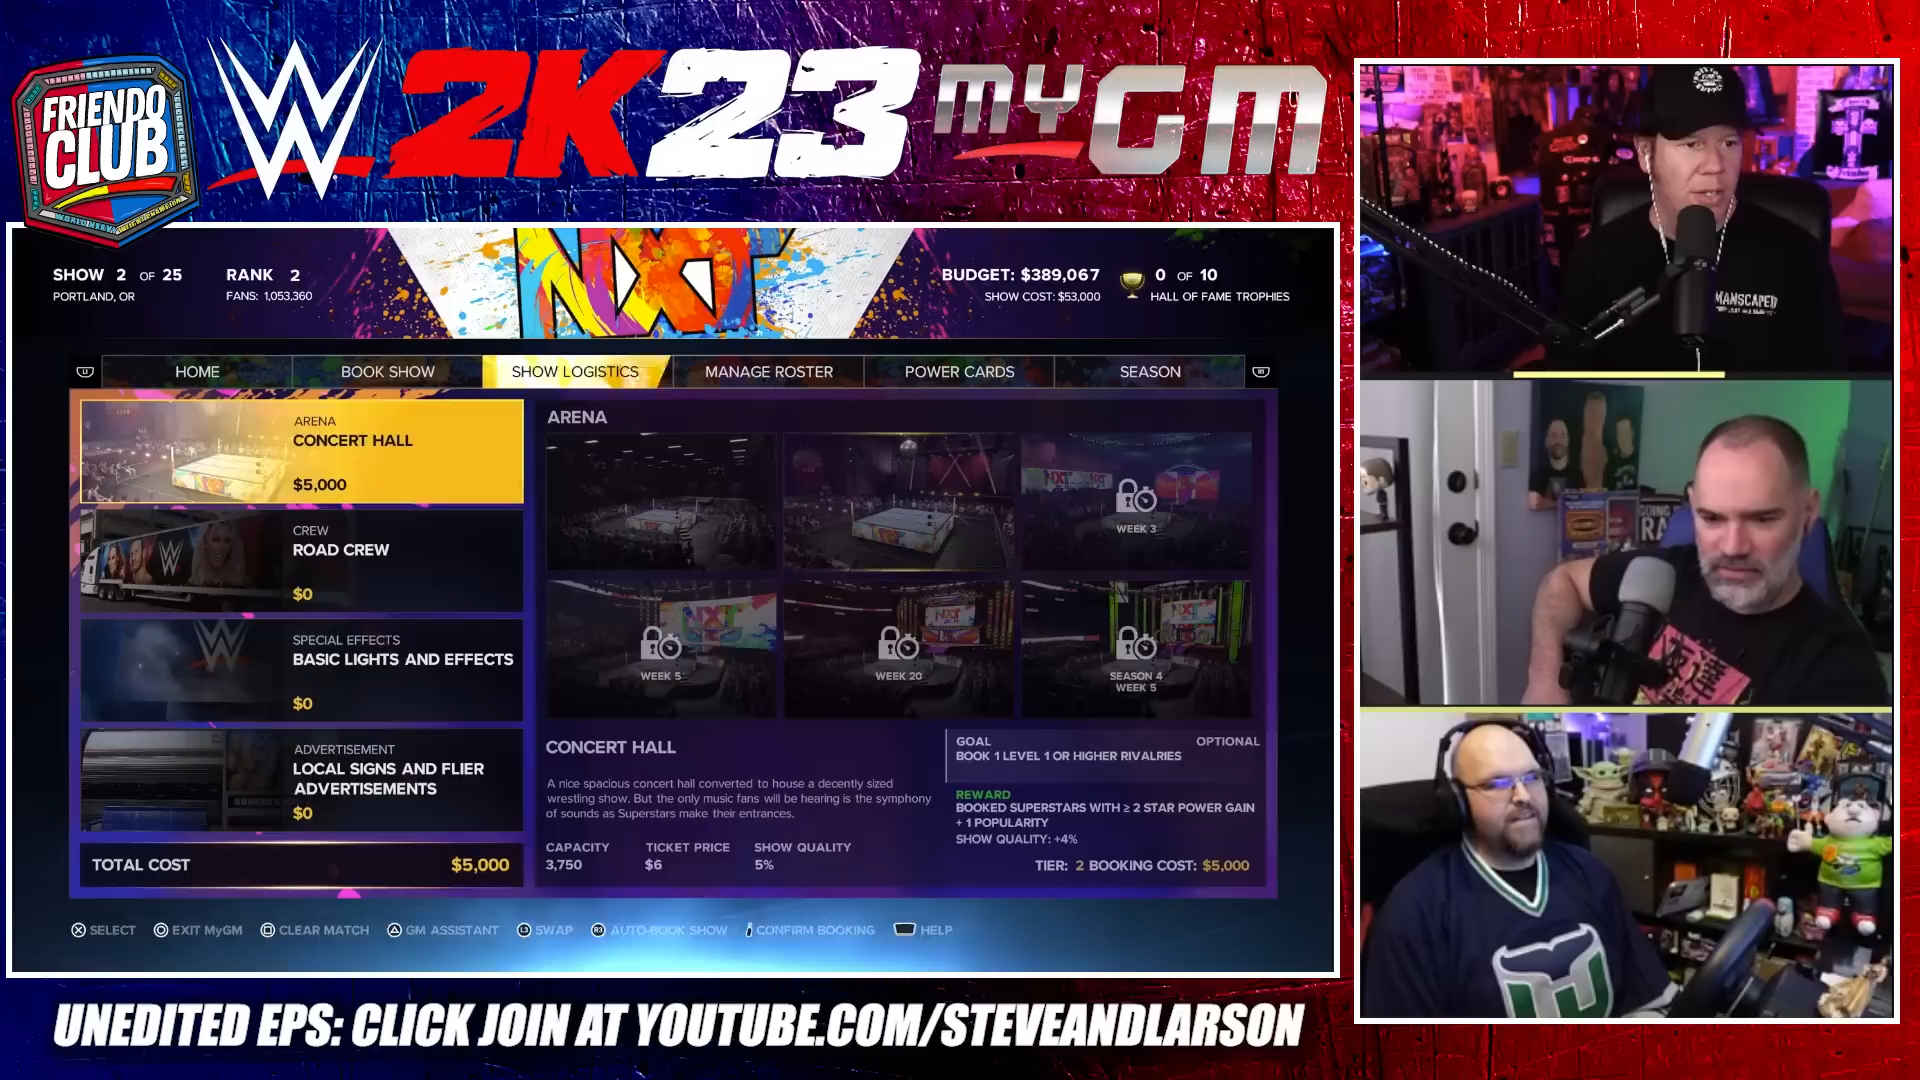 FRIENDO
CLUB
W 2K23 MyGM
NXT
SHOW 2 OF 25
PORTLAND, OR
RANK 2
FANS: 1,053,360
BUDGET: $389,067
SHOW COST: $53,000
0 OF 10
HALL OF FAME TROPHIES
HOME
BOOK SHOW
SHOW LOGISTICS
MANAGE ROSTER
POWER CARDS
SEASON
ARENA
CONCERT HALL
$5,000
CREW
ROAD CREW
$0
SPECIAL EFFECTS
BASIC LIGHTS AND EFFECTS
$0
ADVERTISEMENT
LOCAL SIGNS AND FLIER
ADVERTISEMENTS
$0
TOTAL COST $5,000
ARENA
WEEK 3
WEEK 5
WEEK 20
SEASON 4
WEEK 5
CONCERT HALL
A nice spacious concert hall converted to house a decently sized
wrestling show. But the only music fans will be hearing is the symphony
of sounds as Superstars make their entrances.
CAPACITY
3,750
TICKET PRICE
$6
SHOW QUALITY
5%
GOAL OPTIONAL
BOOK 1 LEVEL 1 OR HIGHER RIVALRIES
REWARD
BOOKED SUPERSTARS WITH ≥ 2 STAR POWER GAIN
+ 1 POPULARITY
SHOW QUALITY: +4%
TIER: 2 BOOKING COST: $5,000
SELECT
EXIT MyGM
CLEAR MATCH
GM ASSISTANT
SWAP
AUTO-BOOK SHOW
CONFIRM BOOKING
HELP
MANSCAPED
UNEDITED EPS: CLICK JOIN AT YOUTUBE.COM/STEVEANDLARSON